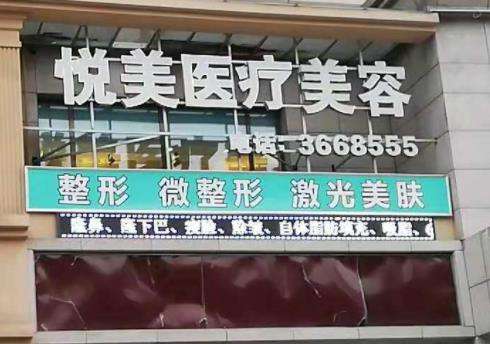 悦美医疗美容
电话:3668555
整形 微整形 激光美肤
隆鼻、隆下巴、瘦脸、除皱、自体脂肪填充、吸脂、